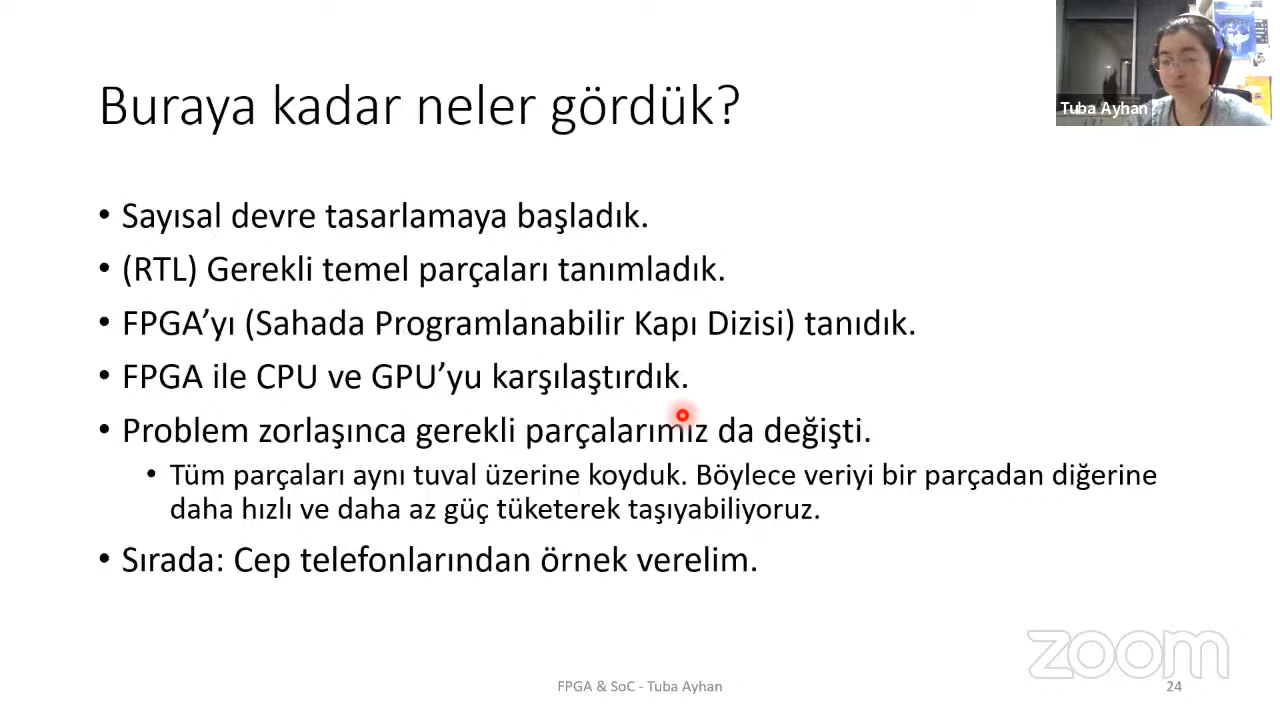 Buraya kadar neler gördük?
Tuba Ayhan
• Sayısal devre tasarlamaya başladık.
• (RTL) Gerekli temel parçaları tanımladık.
• FPGA’yı (Sahada Programlanabilir Kapı Dizisi) tanıdık.
• FPGA ile CPU ve GPU’yu karşılaştırdık.
• Problem zorlaşınca gerekli parçalarımız da değişti.
• Tüm parçaları aynı tuval üzerine koyduk. Böylece veriyi bir parçadan diğerine
daha hızlı ve daha az güç tüketerek taşıyabiliyoruz.
• Sırada: Cep telefonlarından örnek verelim.
zoom
FPGA & SoC - Tuba Ayhan
24